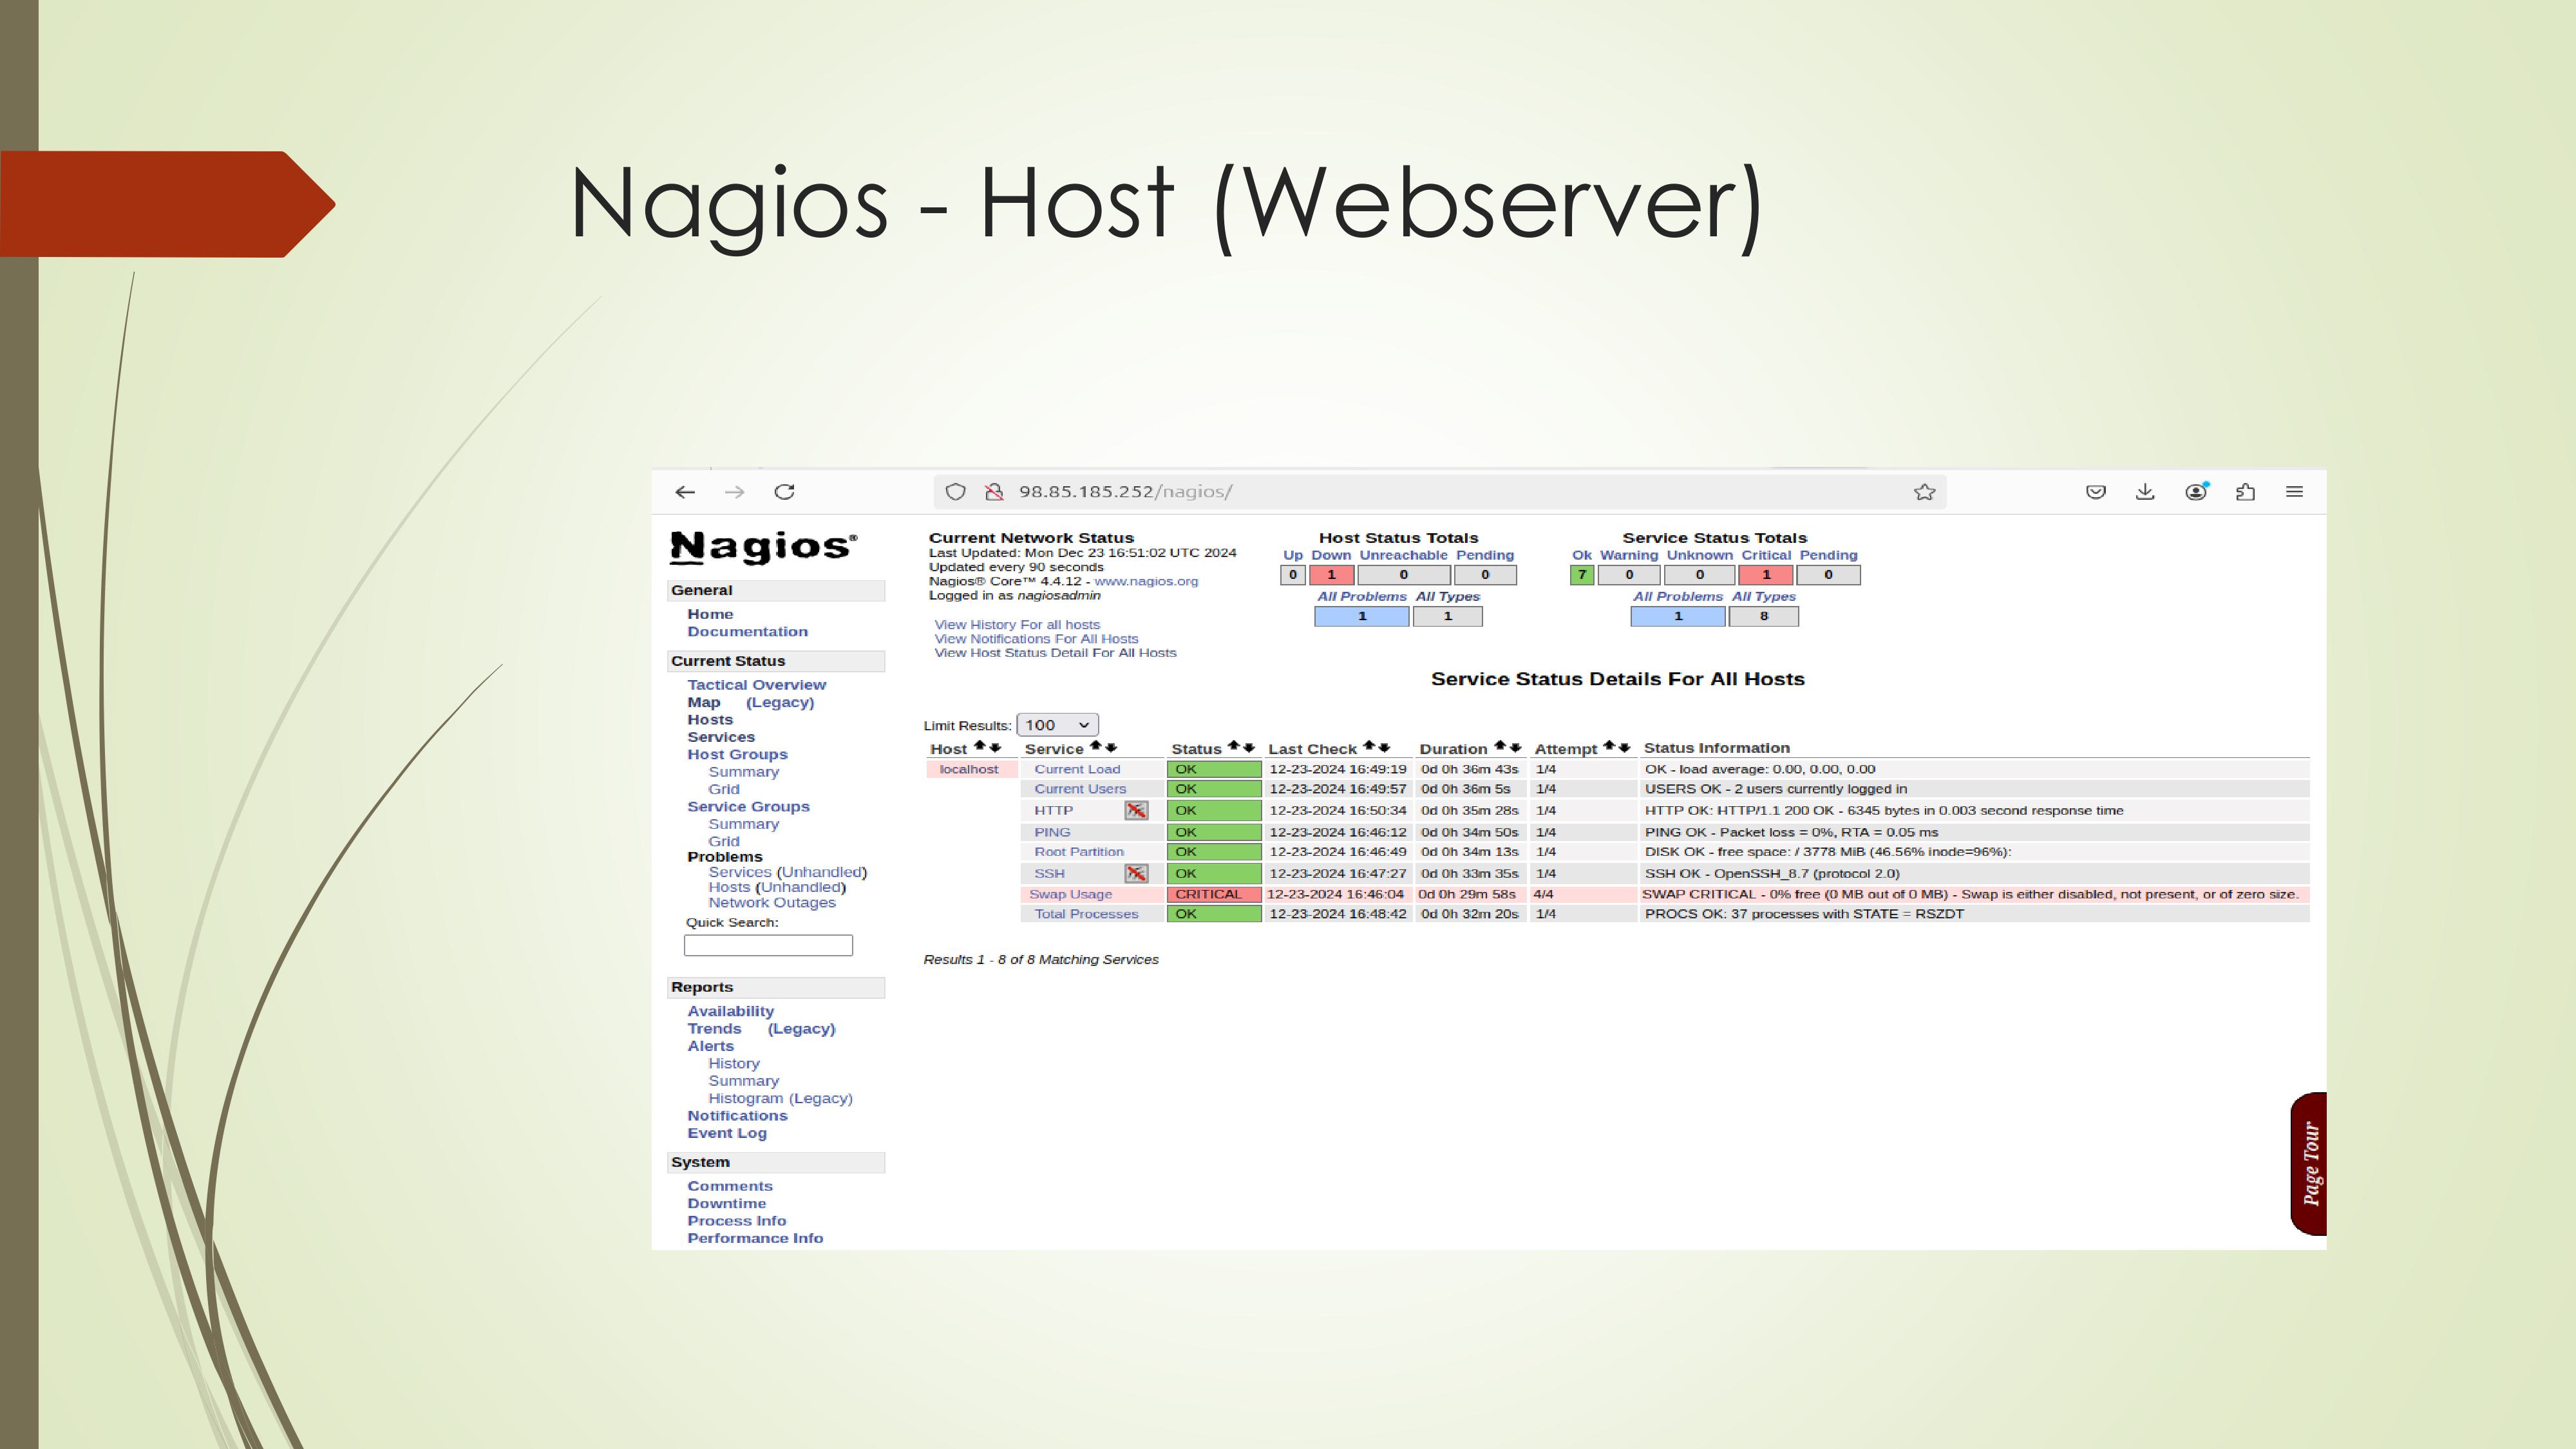 Nagios - Host (Webserver)
98.85.185.252/nagios/
Nagios®
General
Home
Documentation
Current Status
Tactical Overview
Map (Legacy)
Hosts
Services
Host Groups
Summary
Grid
Service Groups
Summary
Grid
Problems
Services (Unhandled)
Hosts (Unhandled)
Network Outages
Quick Search:
Reports
Availability
Trends (Legacy)
Alerts
History
Summary
Histogram (Legacy)
Notifications
Event Log
System
Comments
Downtime
Process Info
Performance Info
Current Network Status
Last Updated: Mon Dec 23 16:51:02 UTC 2024
Updated every 90 seconds
Nagios® Core™ 4.4.12 - www.nagios.org
Logged in as nagiosadmin
View History For all hosts
View Notifications For All Hosts
View Host Status Detail For All Hosts
Host Status Totals
Up Down Unreachable Pending
0 1 0 0
All Problems All Types
1 1
Service Status Totals
Ok Warning Unknown Critical Pending
7 0 0 1 0
All Problems All Types
1 8
Service Status Details For All Hosts
Limit Results: 100
Host Service Status Last Check Duration Attempt Status Information
localhost Current Load OK 12-23-2024 16:49:19 0d 0h 36m 43s 1/4 OK - load average: 0.00, 0.00, 0.00
Current Users OK 12-23-2024 16:49:57 0d 0h 36m 5s 1/4 USERS OK - 2 users currently logged in
HTTP OK 12-23-2024 16:50:34 0d 0h 35m 28s 1/4 HTTP OK: HTTP/1.1 200 OK - 6345 bytes in 0.003 second response time
PING OK 12-23-2024 16:46:12 0d 0h 34m 50s 1/4 PING OK - Packet loss = 0%, RTA = 0.05 ms
Root Partition OK 12-23-2024 16:46:49 0d 0h 34m 13s 1/4 DISK OK - free space: / 3778 MiB (46.56% inode=96%):
SSH OK 12-23-2024 16:47:27 0d 0h 33m 35s 1/4 SSH OK - OpenSSH_8.7 (protocol 2.0)
Swap Usage CRITICAL 12-23-2024 16:46:04 0d 0h 29m 58s 4/4 SWAP CRITICAL - 0% free (0 MB out of 0 MB) - Swap is either disabled, not present, or of zero size.
Total Processes OK 12-23-2024 16:48:42 0d 0h 32m 20s 1/4 PROCS OK: 37 processes with STATE = RSZDT
Results 1 - 8 of 8 Matching Services
Page Tour